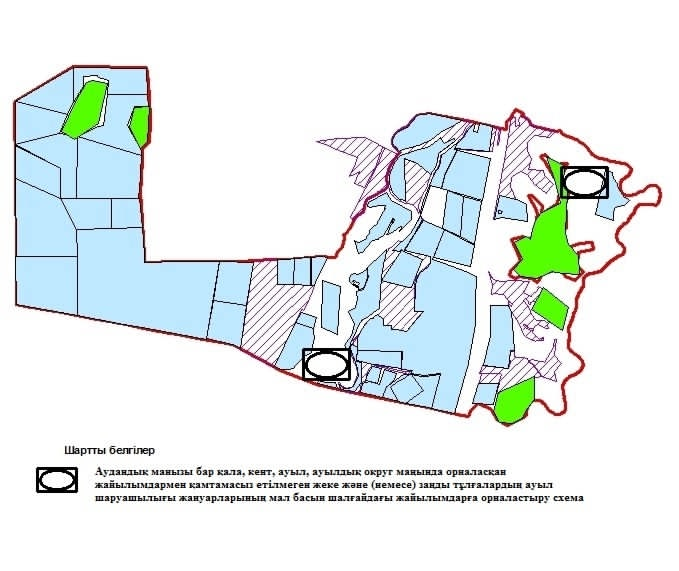 Шартты белгілер
Аудандық маңызы бар қала, кент, ауыл, ауылдық округ маңында орналасқан
жайылымдармен қамтамасыз етілмеген жеке және (немесе) заңды тұлғалардың ауыл
шаруашылығы жануарларының мал басын шалғайдағы жайылымдарға орналастыру схема